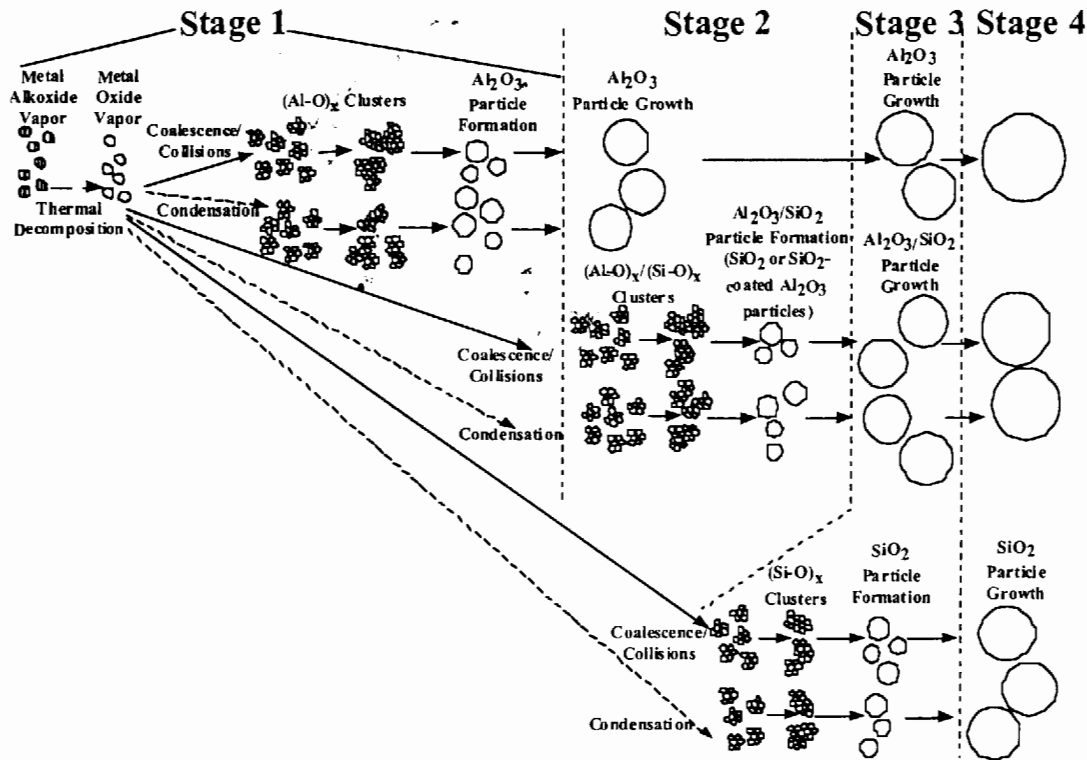 Stage 1
Stage 2
Stage 3
Stage 4
Metal
Alkoxide
Vapor
Metal
Oxide
Vapor
Thermal
Decomposition
Coalescence/
Collisions
Condensation
(Al-O)ₓ Clusters
Al₂O₃
Particle
Formation
Al₂O₃
Particle Growth
Al₂O₃
Particle
Growth
(Al-O)ₓ/(Si-O)ₓ
Clusters
Al₂O₃/SiO₂
Particle Formation
(SiO₂ or SiO₂-
coated Al₂O₃
particles)
Al₂O₃/SiO₂
Particle
Growth
Coalescence/
Collisions
Condensation
(Si-O)ₓ
Clusters
SiO₂
Particle
Formation
SiO₂
Particle
Growth
Coalescence/
Collisions
Condensation